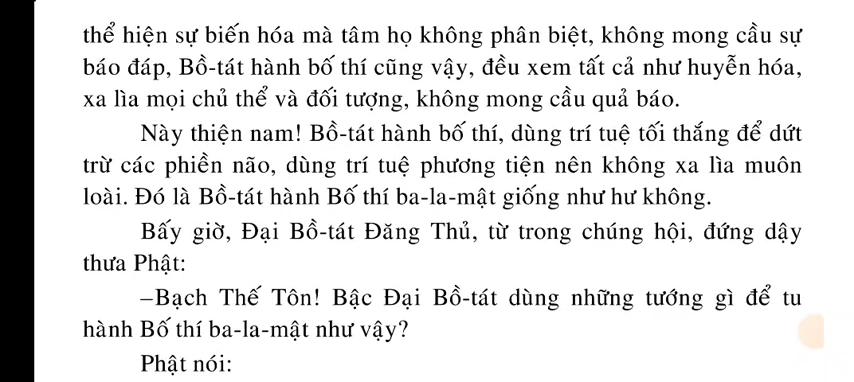 thể hiện sự biến hóa mà tâm họ không phân biệt, không mong cầu sự
báo đáp, Bồ-tát hành bố thí cũng vậy, đều xem tất cả như huyễn hóa,
xa lìa mọi chủ thể và đối tượng, không mong cầu quả báo.
Này thiện nam! Bồ-tát hành bố thí, dùng trí tuệ tối thắng để dứt
trừ các phiền não, dùng trí tuệ phương tiện nên không xa lìa muôn
loài. Đó là Bồ-tát hành Bố thí ba-la-mật giống như hư không.
Bấy giờ, Đại Bồ-tát Đăng Thủ, từ trong chúng hội, đứng dậy
thưa Phật:
–Bạch Thế Tôn! Bậc Đại Bồ-tát dùng những tướng gì để tu
hành Bố thí ba-la-mật như vậy?
Phật nói: